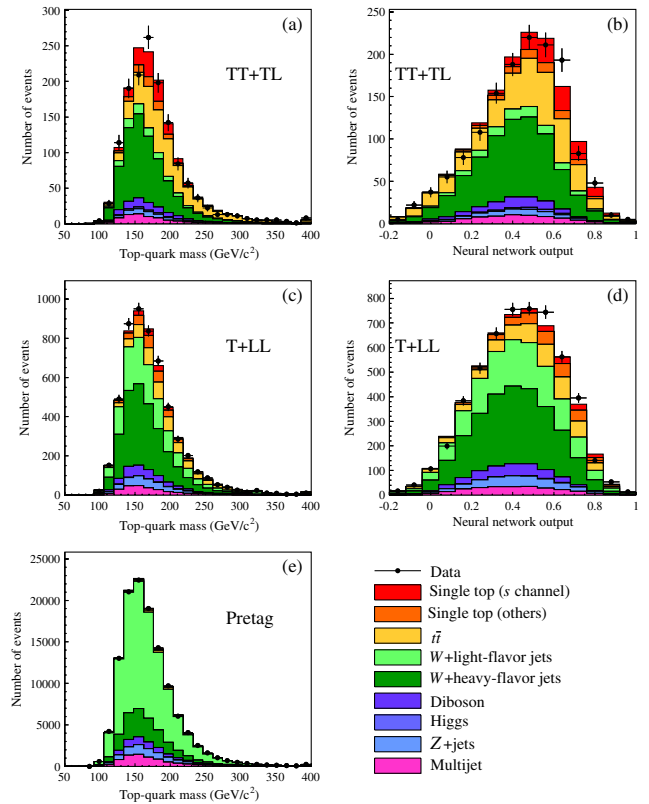 (a)
TT+TL
Number of events
300
250
200
150
100
50
0
50 100 150 200 250 300 350 400
Top-quark mass (GeV/c²)
(b)
TT+TL
Number of events
250
200
150
100
50
0
-0.2 0 0.2 0.4 0.6 0.8 1
Neural network output
(c)
T+LL
Number of events
1000
800
600
400
200
0
50 100 150 200 250 300 350 400
Top-quark mass (GeV/c²)
(d)
T+LL
Number of events
800
700
600
500
400
300
200
100
0
-0.2 0 0.2 0.4 0.6 0.8 1
Neural network output
(e)
Pretag
Number of events
25000
20000
15000
10000
5000
0
50 100 150 200 250 300 350 400
Top-quark mass (GeV/c²)
Data
Single top (s channel)
Single top (others)
tt̄
W+light-flavor jets
W+heavy-flavor jets
Diboson
Higgs
Z+jets
Multijet